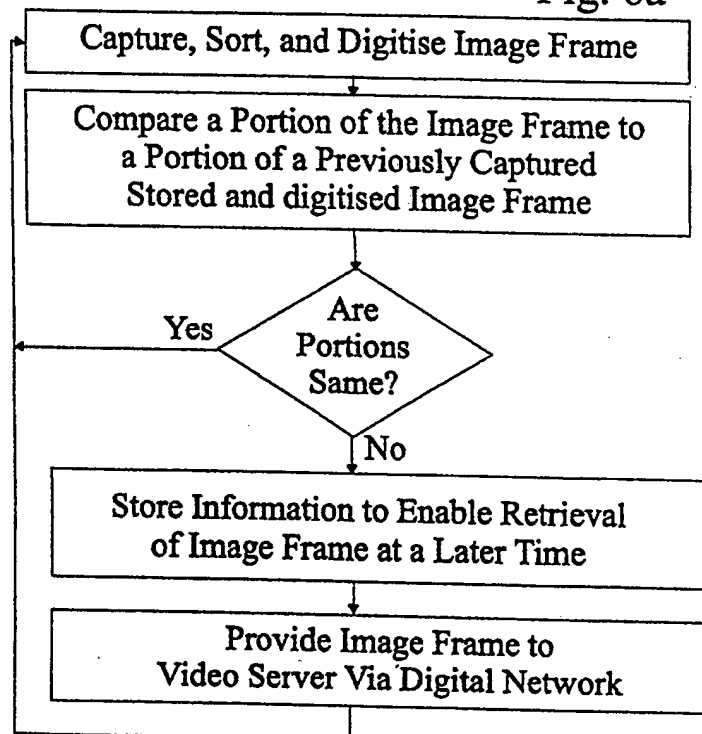 Capture, Sort, and Digitise Image Frame
Compare a Portion of the Image Frame to
a Portion of a Previously Captured
Stored and digitised Image Frame
Are
Portions
Same?
Yes
No
Store Information to Enable Retrieval
of Image Frame at a Later Time
Provide Image Frame to
Video Server Via Digital Network